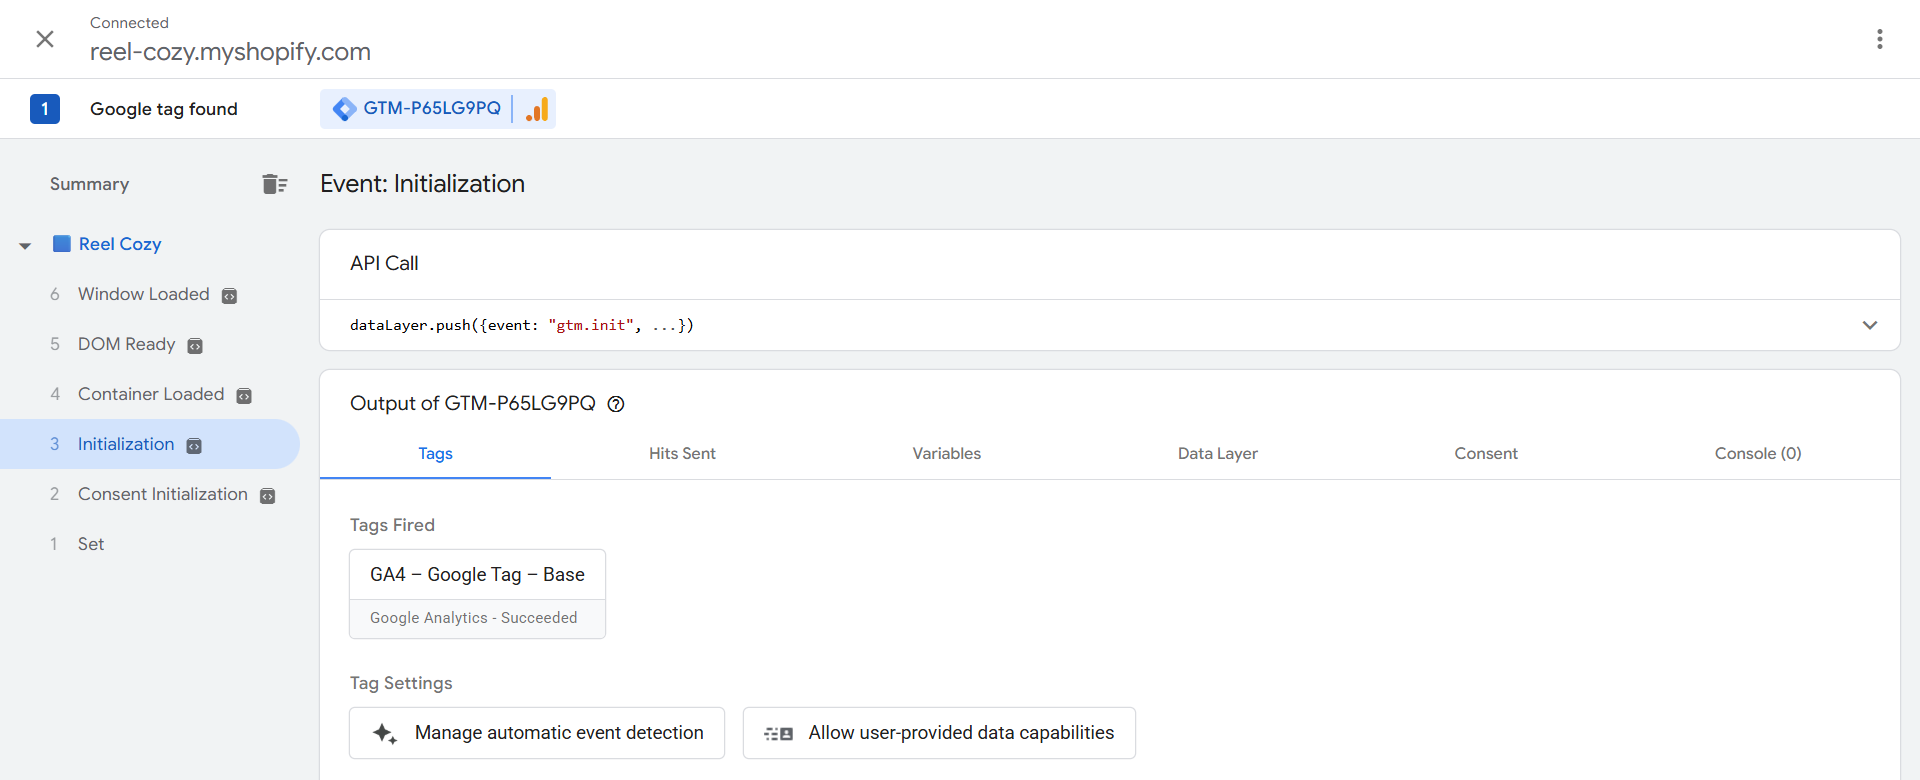 Connected
reel-cozy.myshopify.com
1 Google tag found GTM-P65LG9PQ
Summary
Reel Cozy
6 Window Loaded
5 DOM Ready
4 Container Loaded
3 Initialization
2 Consent Initialization
1 Set
Event: Initialization
API Call
dataLayer.push({event: "gtm.init", ...})
Output of GTM-P65LG9PQ
Tags Hits Sent Variables Data Layer Consent Console (0)
Tags Fired
GA4 – Google Tag – Base
Google Analytics - Succeeded
Tag Settings
Manage automatic event detection Allow user-provided data capabilities